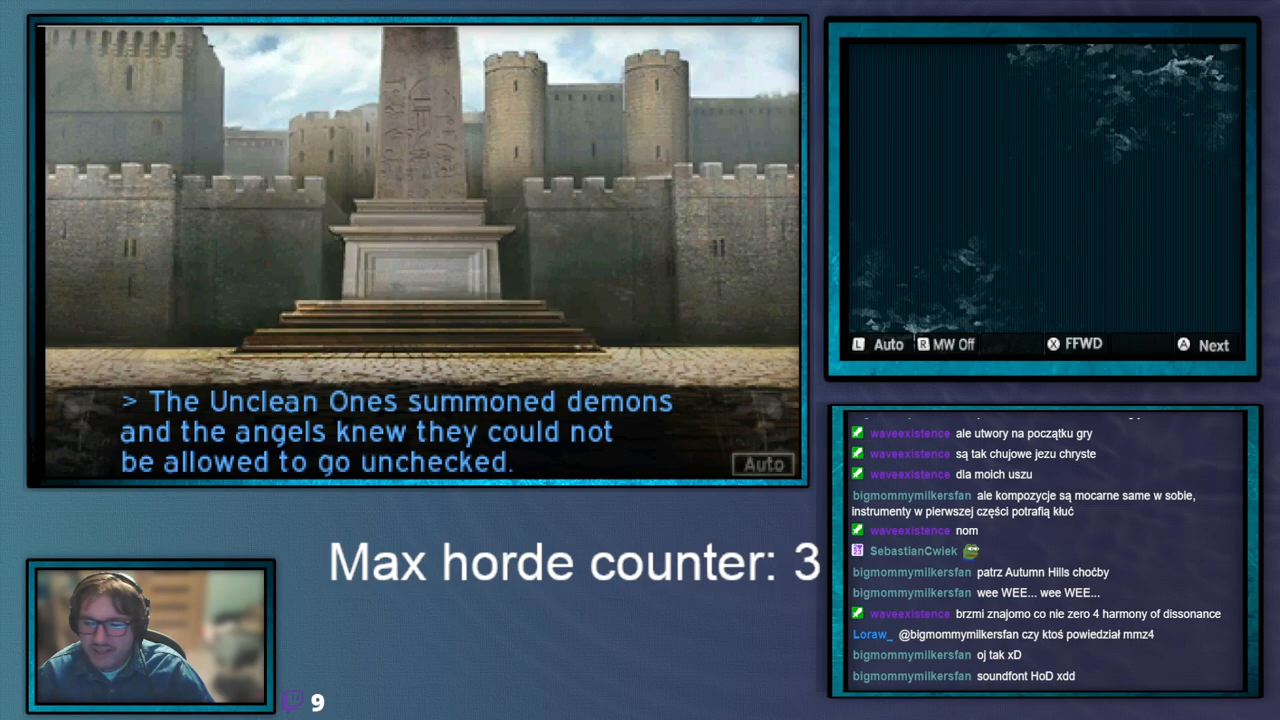 > The Unclean Ones summoned demons
and the angels knew they could not
be allowed to go unchecked.
Auto
L Auto R MW Off X FFWD A Next
waveexistence ale utwory na początku gry
waveexistence są tak chujowe jezu chryste
waveexistence dla moich uszu
bigmommymilkersfan ale kompozycje są mocarne same w sobie,
instrumenty w pierwszej części potrafią kłuć
waveexistence nom
SebastianCwiek
bigmommymilkersfan patrz Autumn Hills choćby
bigmommymilkersfan wee WEE... wee WEE...
waveexistence brzmi znajomo co nie zero 4 harmony of dissonance
Loraw_ @bigmommymilkersfan czy ktoś powiedział mmz4
bigmommymilkersfan oj tak xD
bigmommymilkersfan soundfont HoD xdd
Max horde counter: 3
9